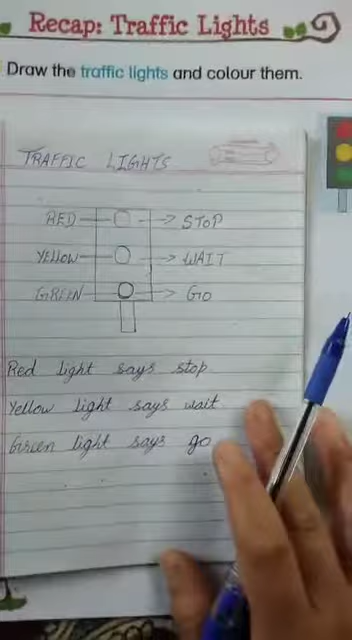 Recap: Traffic Lights
Draw the traffic lights and colour them.
TRAFFIC LIGHTS
RED STOP
YELLOW WAIT
GREEN GO
Red light says stop
Yellow light says wait
Green light says go